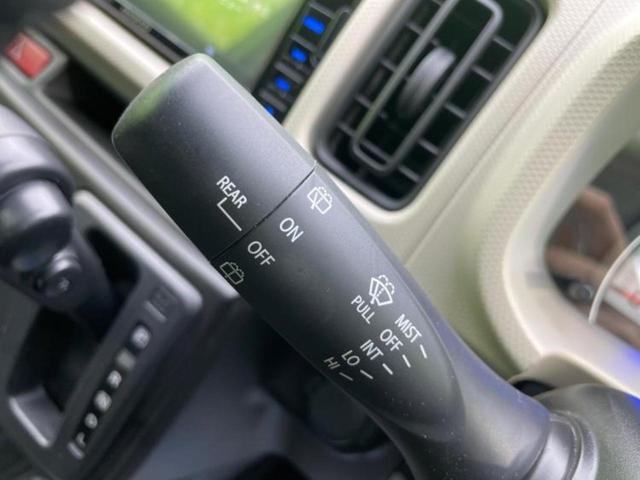 REAR
ON
OFF
PULL
MIST
OFF
INT
LO
HI